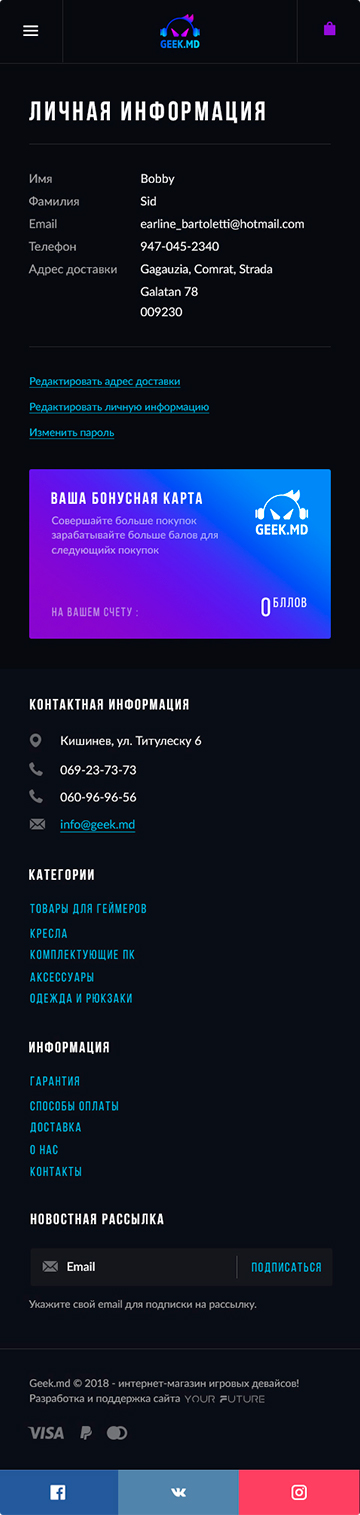 GEEK.MD
ЛИЧНАЯ ИНФОРМАЦИЯ
Имя Bobby
Фамилия Sid
Email earline_bartoletti@hotmail.com
Телефон 947-045-2340
Адрес доставки Gagauzia, Comrat, Strada
Galatan 78
009230
Редактировать адрес доставки
Редактировать личную информацию
Изменить пароль
ВАША БОНУСНАЯ КАРТА
Совершайте больше покупок
зарабатывайте больше балов для
следующийх покупок
GEEK.MD
НА ВАШЕМ СЧЕТУ : 0 БЛЛОВ
КОНТАКТНАЯ ИНФОРМАЦИЯ
Кишинев, ул. Титулеску 6
069-23-73-73
060-96-96-56
info@geek.md
КАТЕГОРИИ
ТОВАРЫ ДЛЯ ГЕЙМЕРОВ
КРЕСЛА
КОМПЛЕКТУЮЩИЕ ПК
АКСЕССУАРЫ
ОДЕЖДА И РЮКЗАКИ
ИНФОРМАЦИЯ
ГАРАНТИЯ
СПОСОБЫ ОПЛАТЫ
ДОСТАВКА
О НАС
КОНТАКТЫ
НОВОСТНАЯ РАССЫЛКА
Email ПОДПИСАТЬСЯ
Укажите свой email для подписки на рассылку.
Geek.md © 2018 - интернет-магазин игровых девайсов!
Разработка и поддержка сайта YOUR FUTURE
VISA